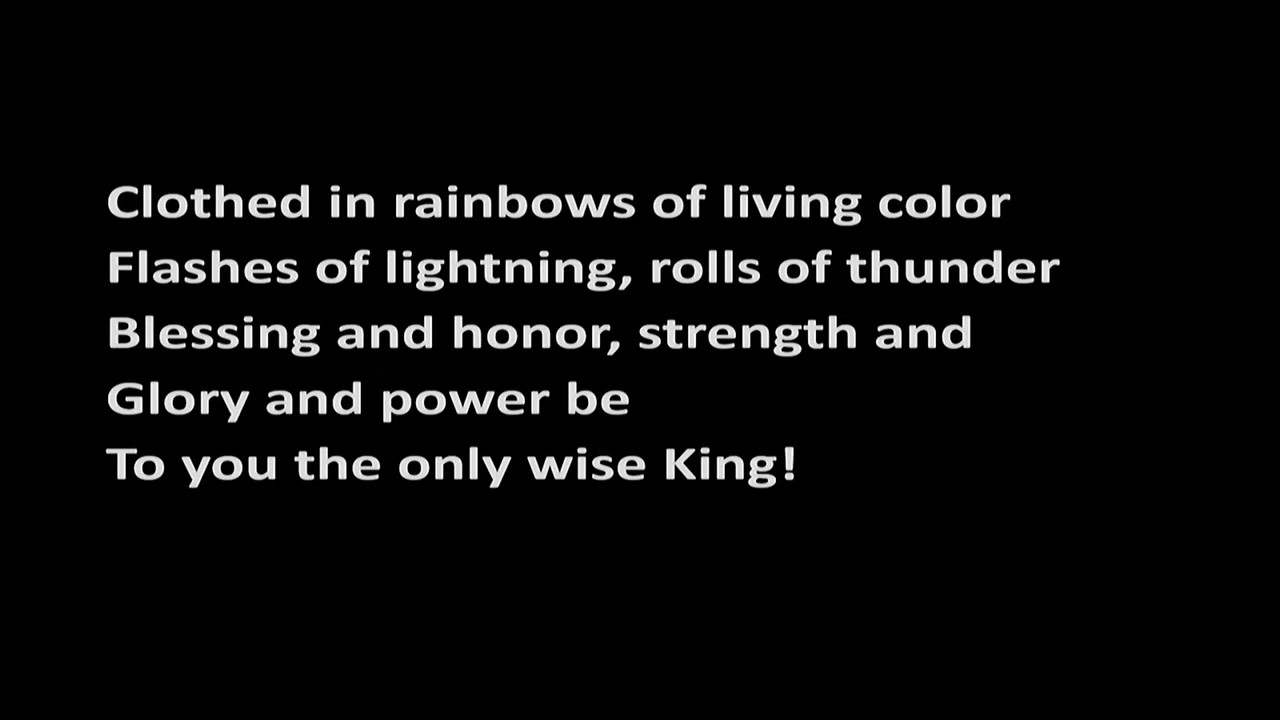 Clothed in rainbows of living color
Flashes of lightning, rolls of thunder
Blessing and honor, strength and
Glory and power be
To you the only wise King!